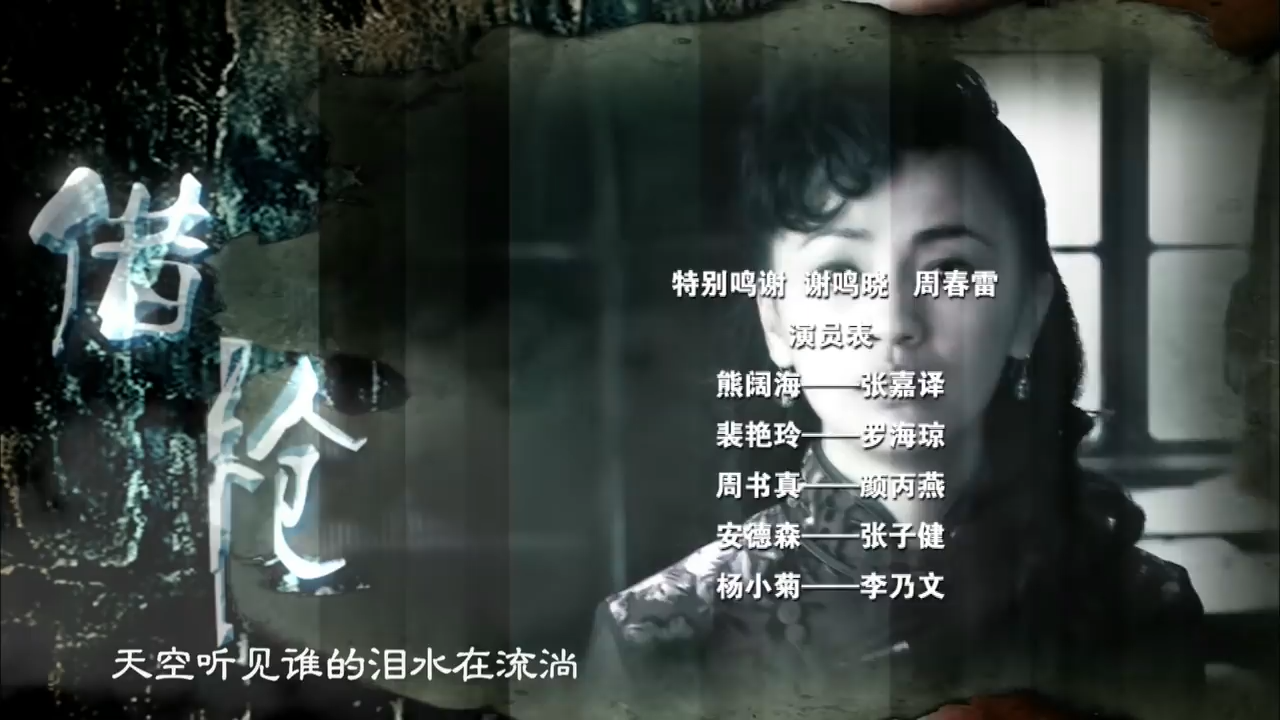 借枪
特别鸣谢 谢鸣晓 周春雷
演员表
熊阔海——张嘉译
裴艳玲——罗海琼
周书真——颜丙燕
安德森——张子健
杨小菊——李乃文
天空听见谁的泪水在流淌